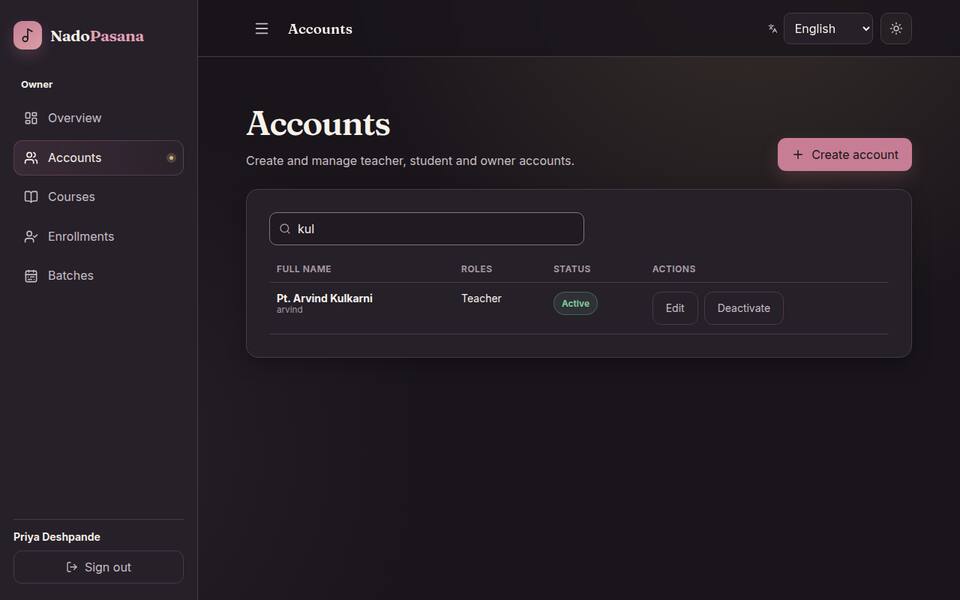 NadoPasana
Owner
Overview
Accounts
Courses
Enrollments
Batches
Priya Deshpande
Sign out
Accounts
English
Accounts
Create and manage teacher, student and owner accounts.
Create account
kul
FULL NAME ROLES STATUS ACTIONS
Pt. Arvind Kulkarni Teacher Active Edit Deactivate
arvind